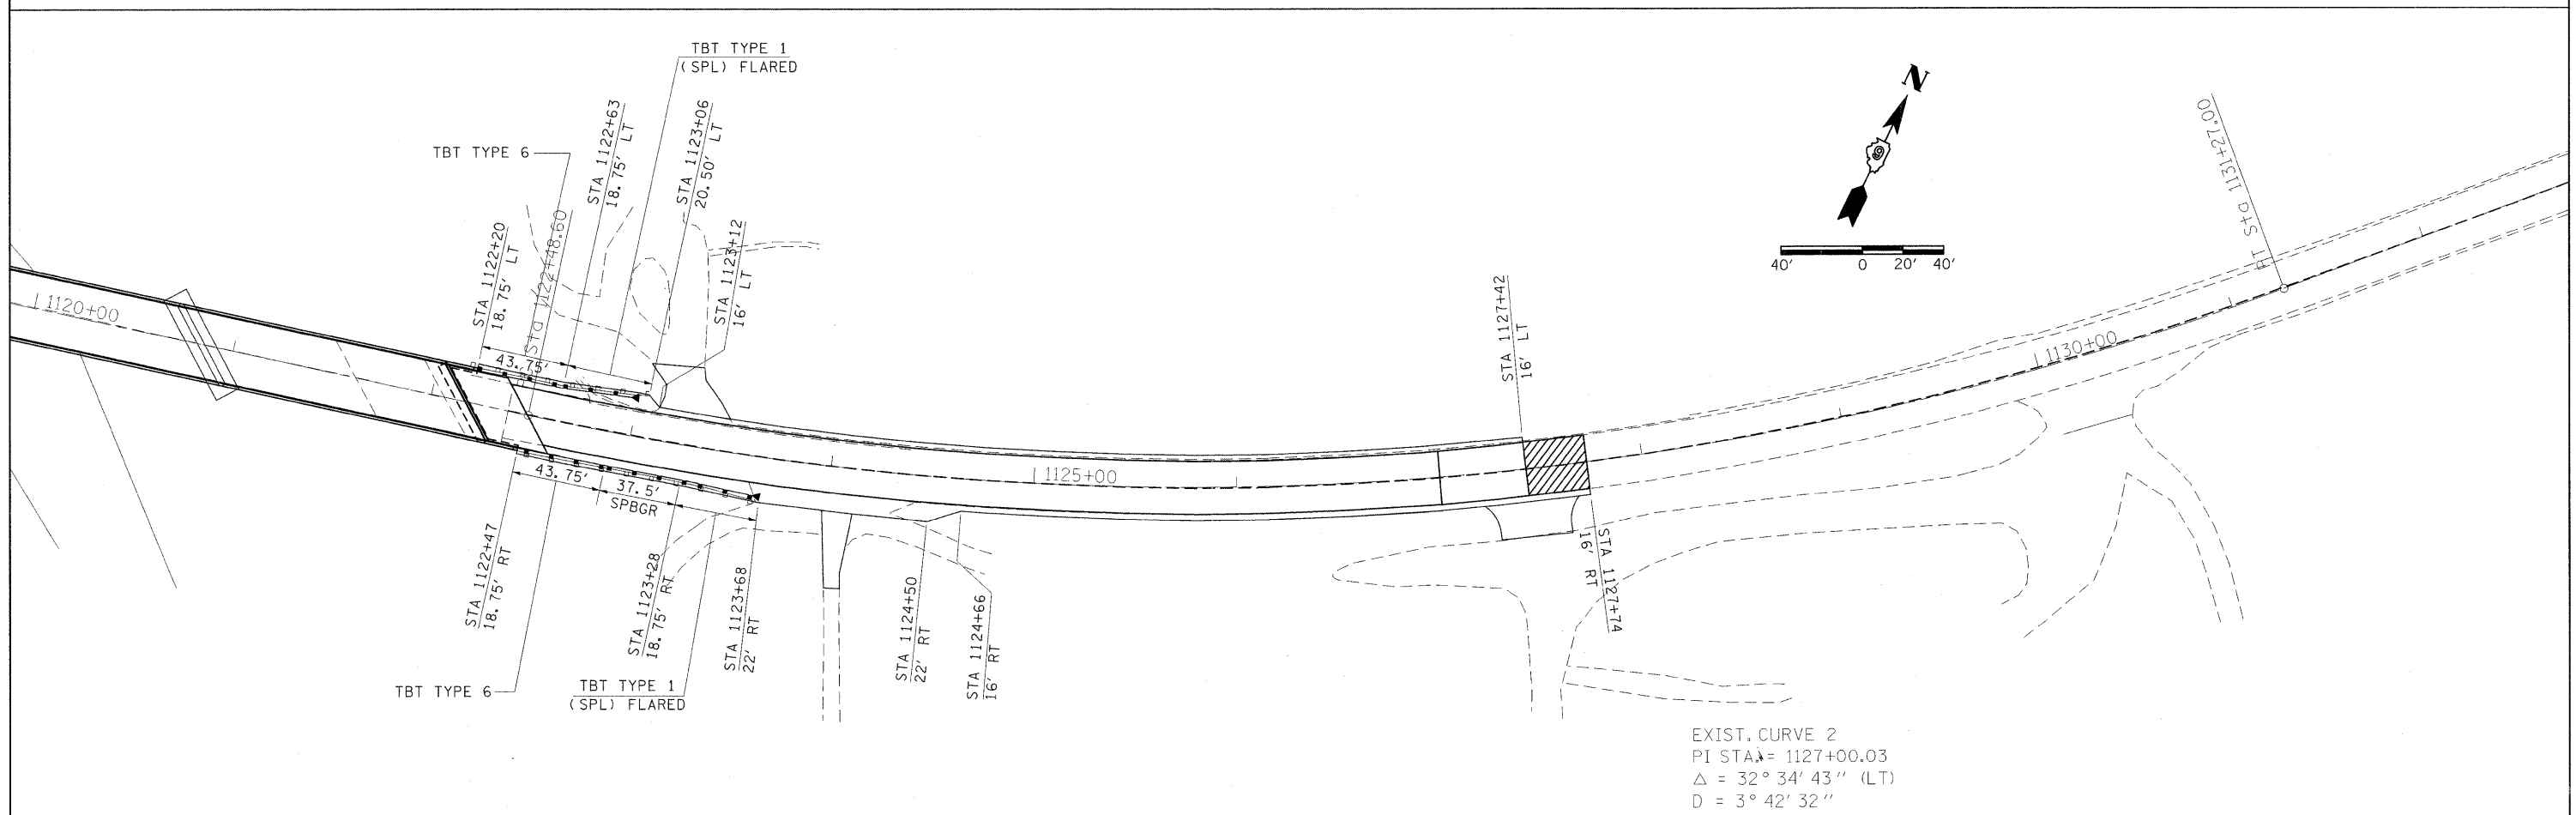 TBT TYPE 1
(SPL) FLARED
N
TBT TYPE 6
STA 1122+63
18.75' LT
STA 1123+06
20.50' LT
STA 1122+20
18.75' LT
Sta 1122+48.60
STA 1123+12
16' LT
40' 0 20' 40'
PT Sta 1131+27.00
STA 1127+42
16' LT
1120+00
43.75'
1130+00
1125+00
43.75'
37.5'
SPBGR
STA 1122+47
18.75' RT
STA 1123+28
18.75' RT
STA 1123+68
22' RT
STA 1124+50
22' RT
STA 1124+66
16' RT
STA 1127+74
16' RT
TBT TYPE 6
TBT TYPE 1
(SPL) FLARED
EXIST. CURVE 2
PI STA. = 1127+00.03
△ = 32° 34' 43" (LT)
D = 3° 42' 32"